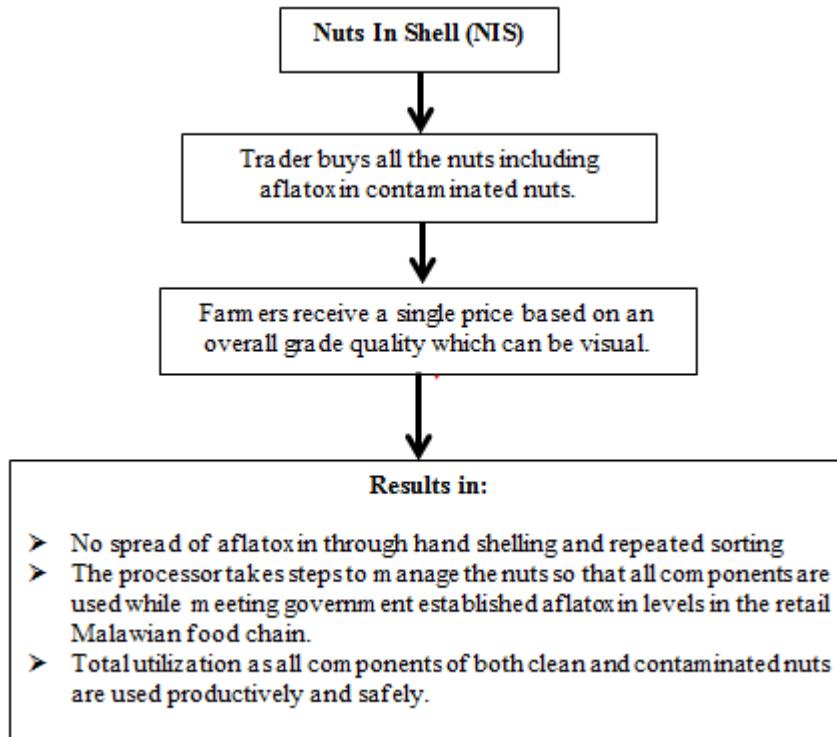 Nuts In Shell (NIS)
Trader buys all the nuts including
aflatoxin contaminated nuts.
Farmers receive a single price based on an
overall grade quality which can be visual.
Results in:
➤ No spread of aflatoxin through hand shelling and repeated sorting
➤ The processor takes steps to manage the nuts so that all components are
used while meeting government established aflatoxin levels in the retail
Malawian food chain.
➤ Total utilization as all components of both clean and contaminated nuts
are used productively and safely.